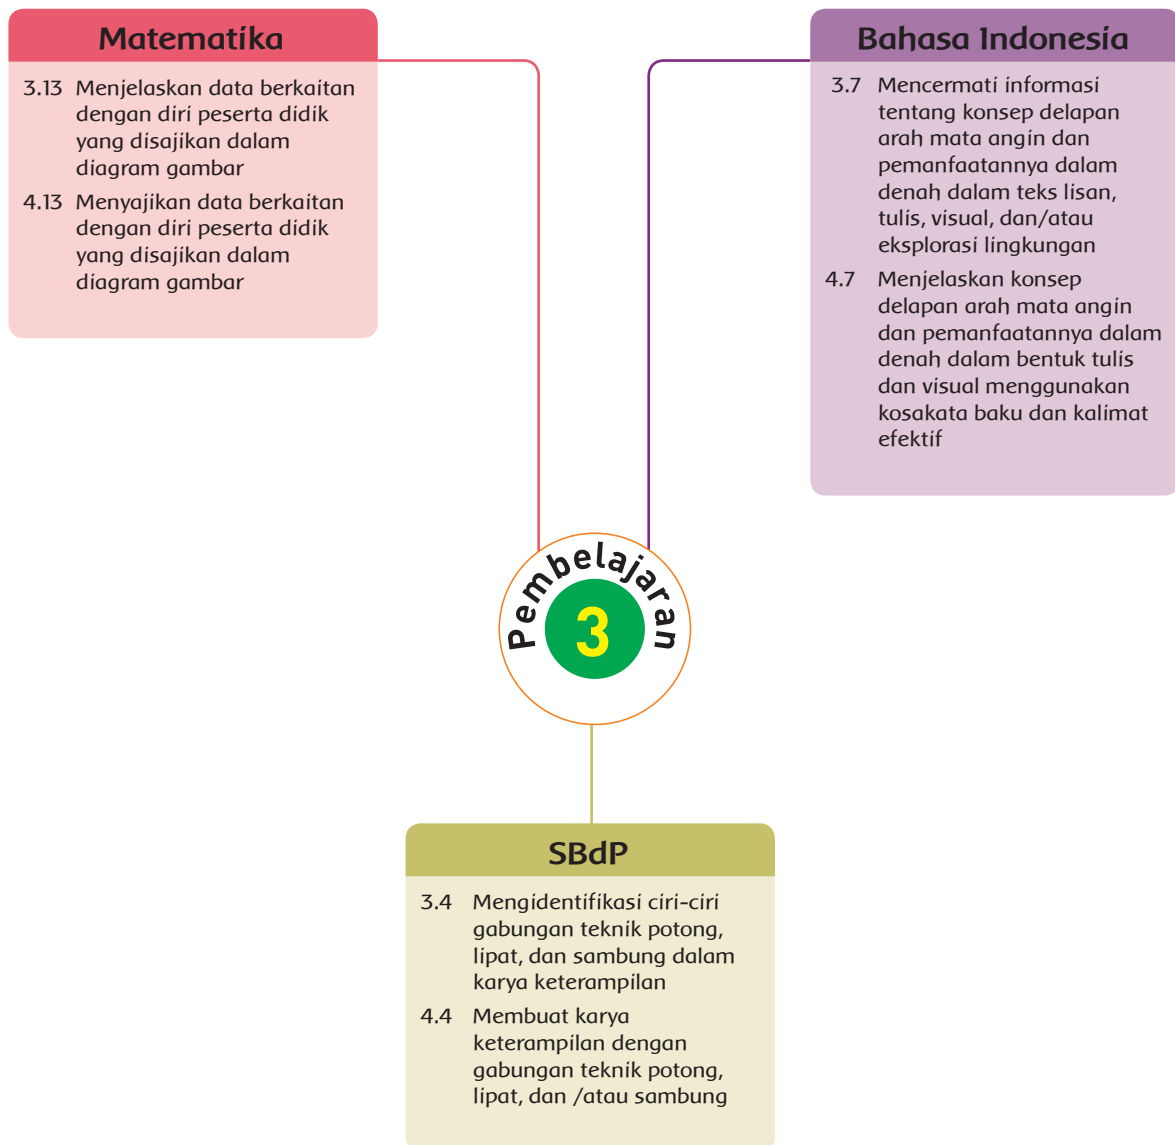 Matematika
3.13 Menjelaskan data berkaitan
dengan diri peserta didik
yang disajikan dalam
diagram gambar
4.13 Menyajikan data berkaitan
dengan diri peserta didik
yang disajikan dalam
diagram gambar
Bahasa Indonesia
3.7 Mencermati informasi
tentang konsep delapan
arah mata angin dan
pemanfaatannya dalam
denah dalam teks lisan,
tulis, visual, dan/atau
eksplorasi lingkungan
4.7 Menjelaskan konsep
delapan arah mata angin
dan pemanfaatannya dalam
denah dalam bentuk tulis
dan visual menggunakan
kosakata baku dan kalimat
efektif
Pembelajaran
3
SBdP
3.4 Mengidentifikasi ciri-ciri
gabungan teknik potong,
lipat, dan sambung dalam
karya keterampilan
4.4 Membuat karya
keterampilan dengan
gabungan teknik potong,
lipat, dan /atau sambung